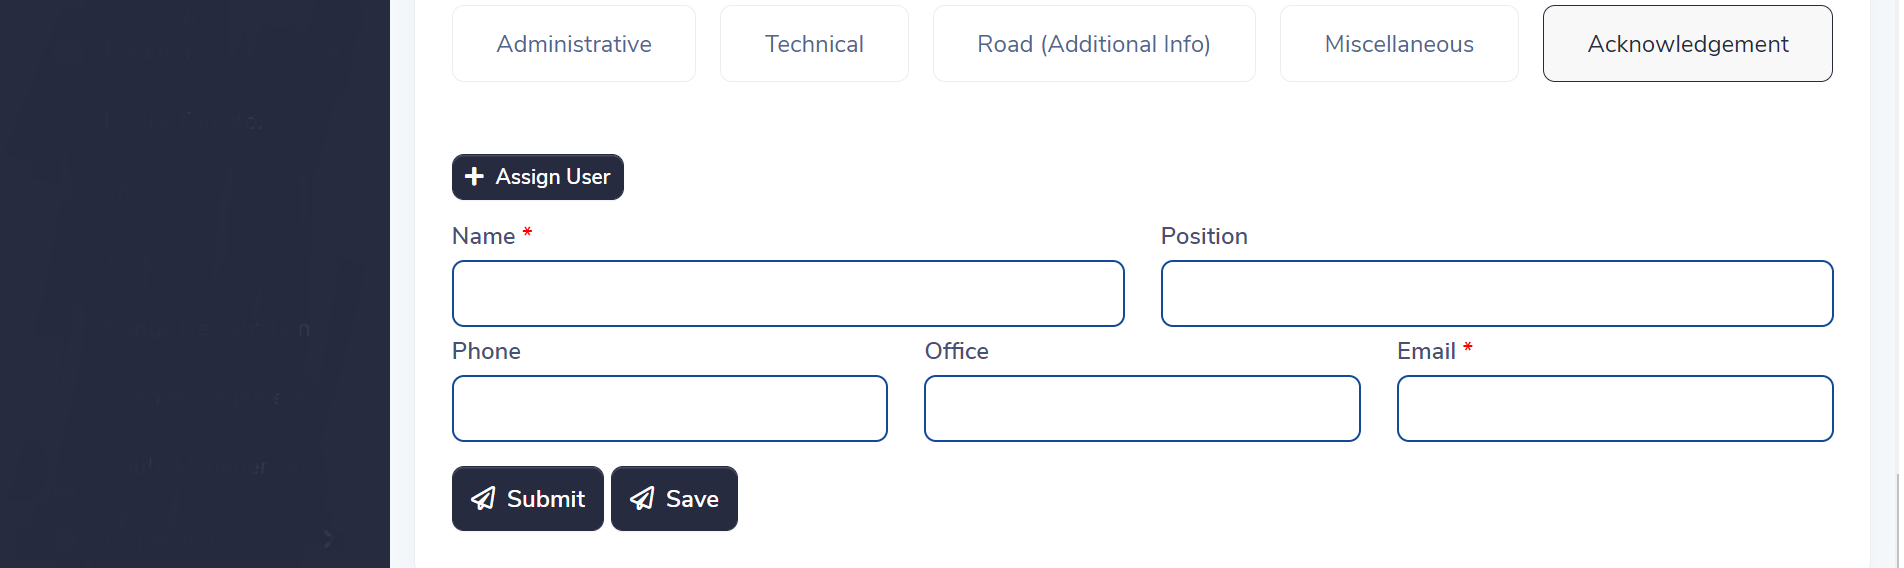 Administrative Technical Road (Additional Info) Miscellaneous Acknowledgement
Assign User
Name * Position
Phone Office Email *
Submit Save